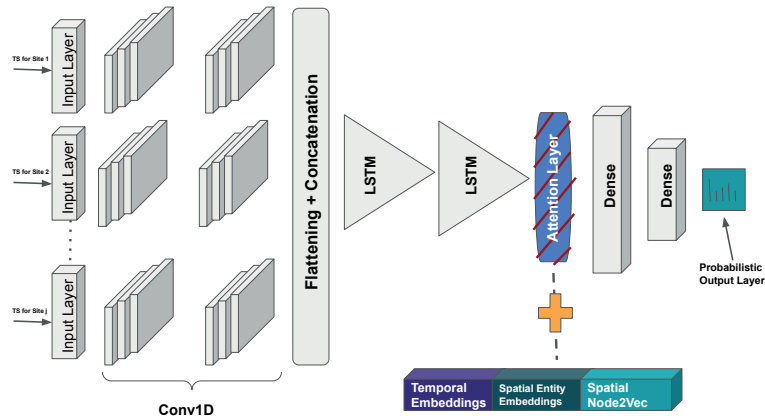 TS for Site 1
Input Layer
TS for Site 2
Input Layer
TS for Site j
Input Layer
Conv1D
Flattening + Concatenation
LSTM
LSTM
Attention Layer
Dense
Dense
Probabilistic
Output Layer
Temporal
Embeddings
Spatial Entity
Embeddings
Spatial
Node2Vec